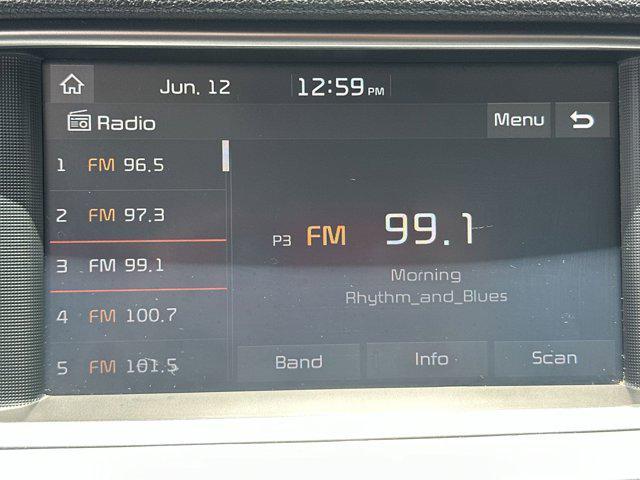 Jun. 12 12:59 PM
Radio Menu
1 FM 96.5
2 FM 97.3
3 FM 99.1
4 FM 100.7
5 FM 101.5
P3 FM 99.1
Morning
Rhythm_and_Blues
Band Info Scan